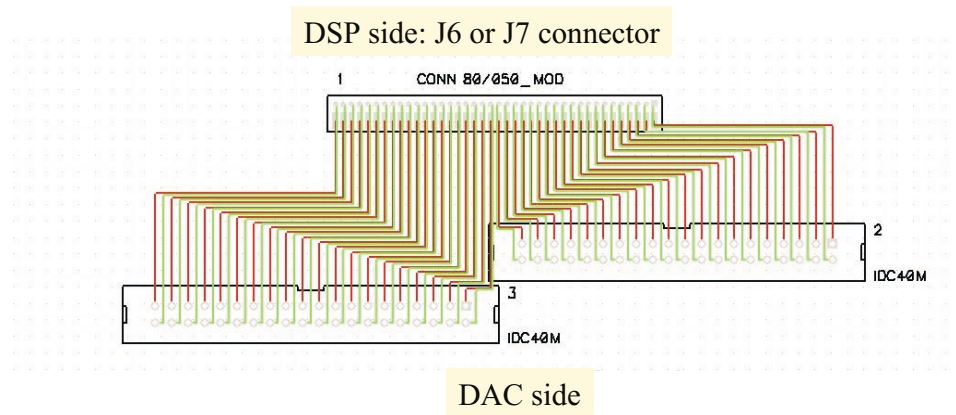 DSP side: J6 or J7 connector
1 CONN 80/050_MOD
2
IDC40M
3
IDC40M
DAC side